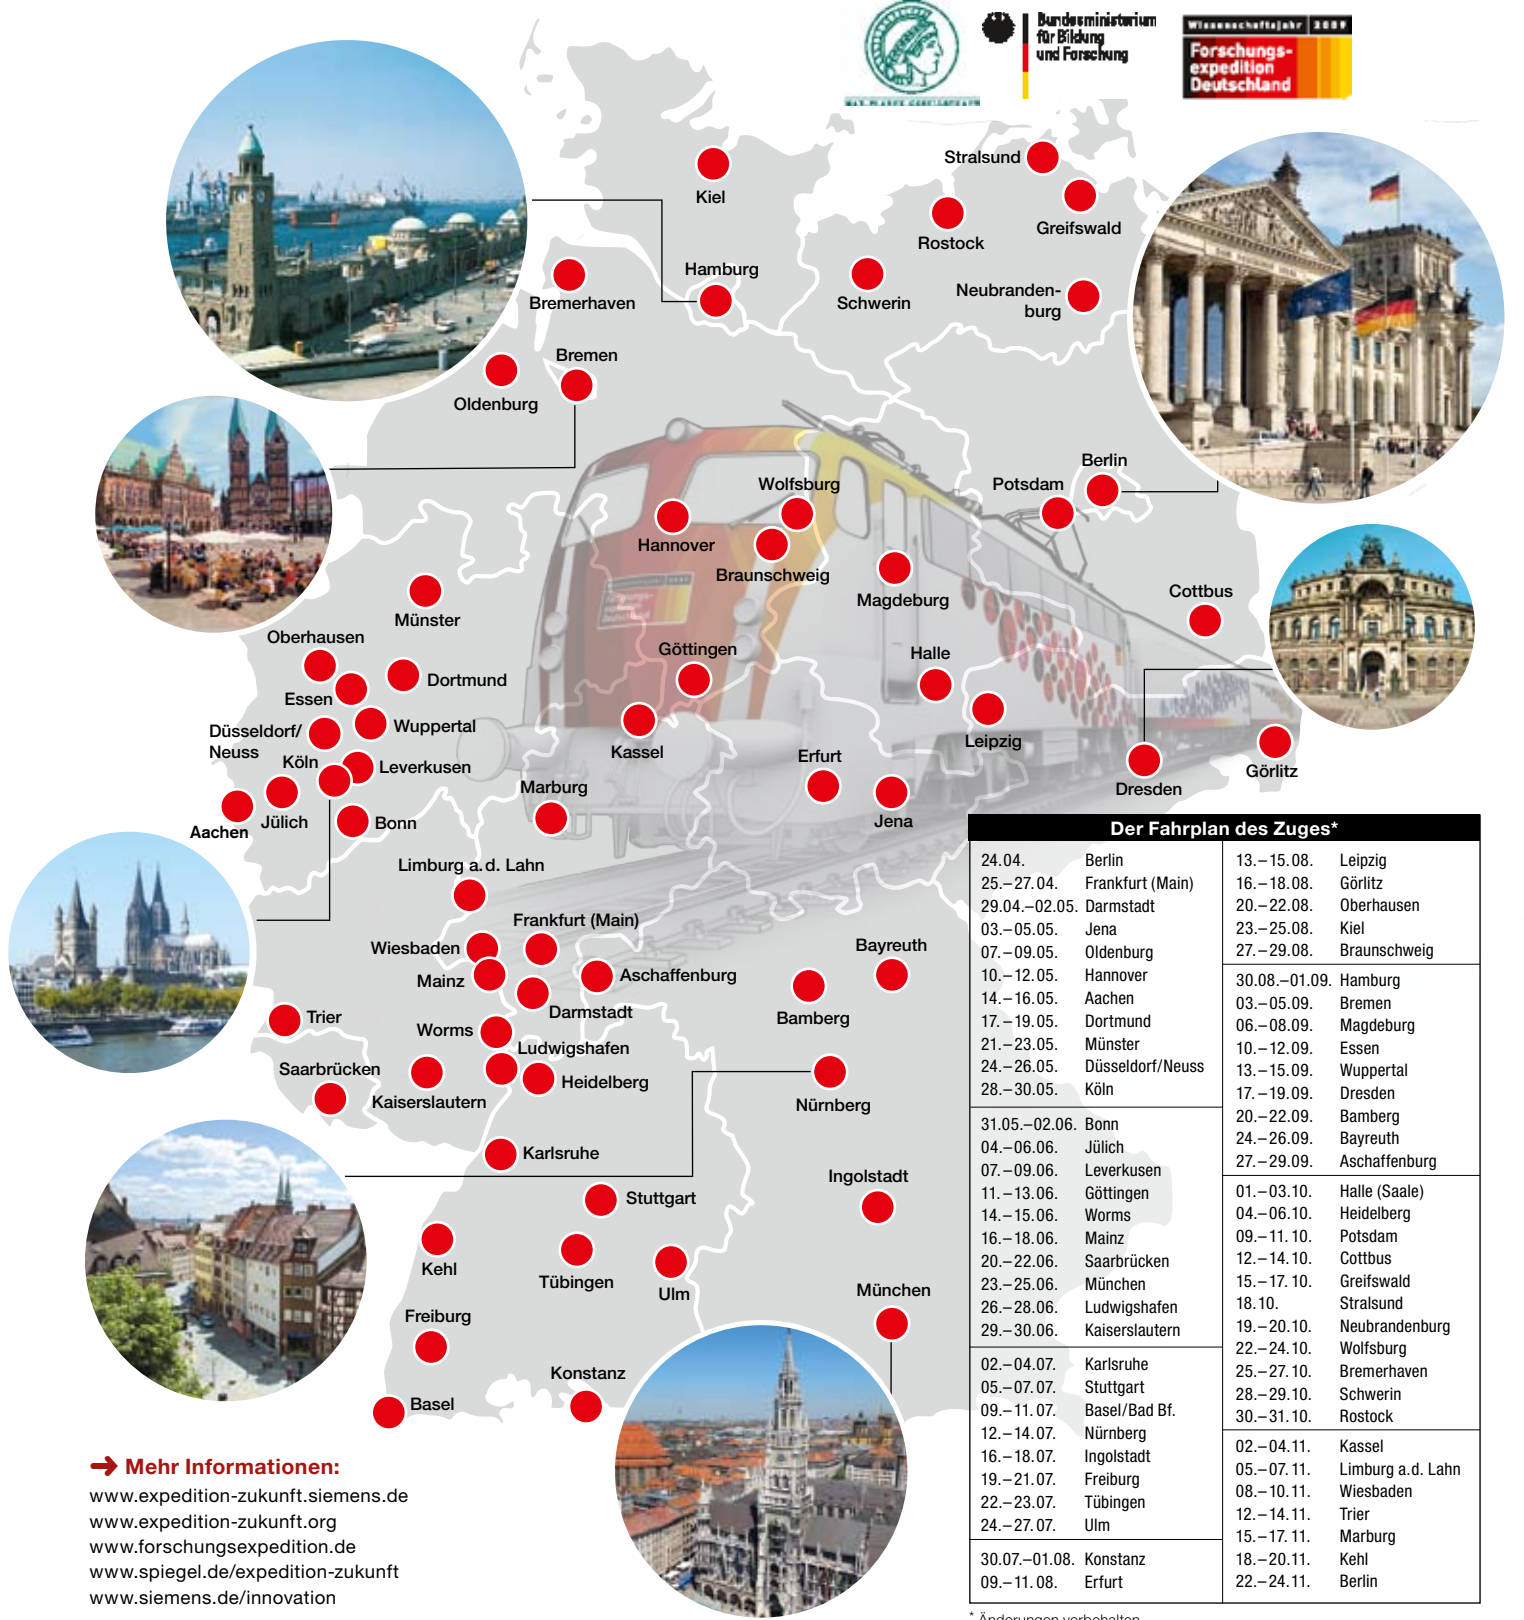 MAX-PLANCK-GESELLSCHAFT
Bundesministerium
für Bildung
und Forschung
Wissenschaftsjahr 2009
Forschungs-
expedition
Deutschland
Kiel
Stralsund
Greifswald
Rostock
Hamburg
Schwerin
Neubranden-
burg
Bremerhaven
Bremen
Oldenburg
Berlin
Potsdam
Wolfsburg
Hannover
Braunschweig
Magdeburg
Cottbus
Münster
Oberhausen
Göttingen
Halle
Dortmund
Essen
Düsseldorf/
Neuss
Wuppertal
Kassel
Leipzig
Köln
Leverkusen
Erfurt
Görlitz
Marburg
Dresden
Jülich
Aachen
Bonn
Jena
Limburg a.d. Lahn
Frankfurt (Main)
Wiesbaden
Bayreuth
Mainz
Aschaffenburg
Darmstadt
Bamberg
Trier
Worms
Ludwigshafen
Saarbrücken
Heidelberg
Kaiserslautern
Nürnberg
Karlsruhe
Ingolstadt
Stuttgart
Kehl
Tübingen
Ulm
München
Freiburg
Konstanz
Basel
Der Fahrplan des Zuges*
24.04. Berlin
25.–27.04. Frankfurt (Main)
29.04.–02.05. Darmstadt
03.–05.05. Jena
07.–09.05. Oldenburg
10.–12.05. Hannover
14.–16.05. Aachen
17.–19.05. Dortmund
21.–23.05. Münster
24.–26.05. Düsseldorf/Neuss
28.–30.05. Köln
31.05.–02.06. Bonn
04.–06.06. Jülich
07.–09.06. Leverkusen
11.–13.06. Göttingen
14.–15.06. Worms
16.–18.06. Mainz
20.–22.06. Saarbrücken
23.–25.06. München
26.–28.06. Ludwigshafen
29.–30.06. Kaiserslautern
02.–04.07. Karlsruhe
05.–07.07. Stuttgart
09.–11.07. Basel/Bad Bf.
12.–14.07. Nürnberg
16.–18.07. Ingolstadt
19.–21.07. Freiburg
22.–23.07. Tübingen
24.–27.07. Ulm
30.07.–01.08. Konstanz
09.–11.08. Erfurt
13.–15.08. Leipzig
16.–18.08. Görlitz
20.–22.08. Oberhausen
23.–25.08. Kiel
27.–29.08. Braunschweig
30.08.–01.09. Hamburg
03.–05.09. Bremen
06.–08.09. Magdeburg
10.–12.09. Essen
13.–15.09. Wuppertal
17.–19.09. Dresden
20.–22.09. Bamberg
24.–26.09. Bayreuth
27.–29.09. Aschaffenburg
01.–03.10. Halle (Saale)
04.–06.10. Heidelberg
09.–11.10. Potsdam
12.–14.10. Cottbus
15.–17.10. Greifswald
18.10. Stralsund
19.–20.10. Neubrandenburg
22.–24.10. Wolfsburg
25.–27.10. Bremerhaven
28.–29.10. Schwerin
30.–31.10. Rostock
02.–04.11. Kassel
05.–07.11. Limburg a.d. Lahn
08.–10.11. Wiesbaden
12.–14.11. Trier
15.–17.11. Marburg
18.–20.11. Kehl
22.–24.11. Berlin
* Änderungen vorbehalten
➔ Mehr Informationen:
www.expedition-zukunft.siemens.de
www.expedition-zukunft.org
www.forschungsexpedition.de
www.spiegel.de/expedition-zukunft
www.siemens.de/innovation